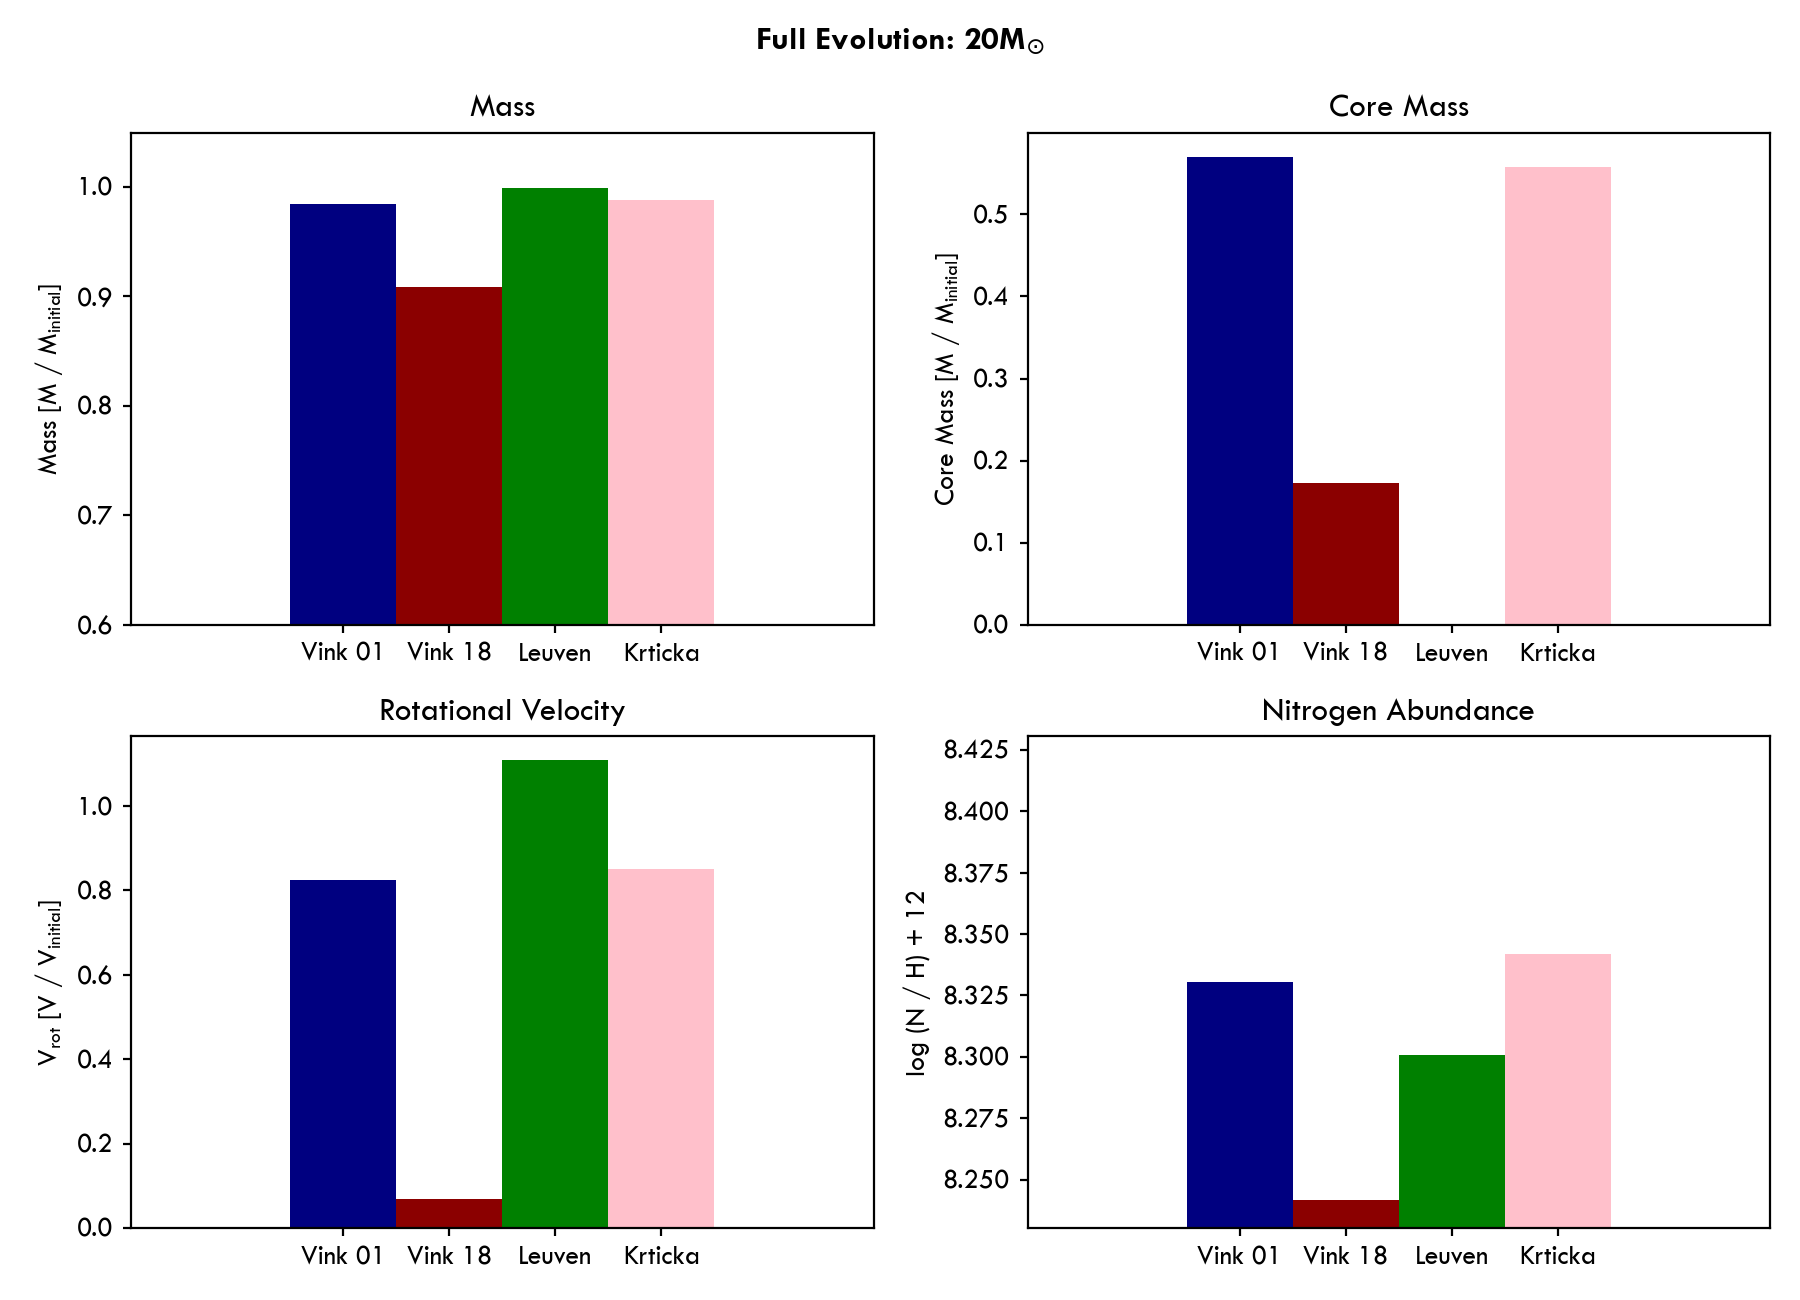 Full Evolution: 20M☉
Mass
Mass [M / Minitial]
1.0
0.9
0.8
0.7
0.6
Vink 01 Vink 18 Leuven Krticka
Core Mass
Core Mass [M / Minitial]
0.5
0.4
0.3
0.2
0.1
0.0
Vink 01 Vink 18 Leuven Krticka
Rotational Velocity
Vrot [V / Vinitial]
1.0
0.8
0.6
0.4
0.2
0.0
Vink 01 Vink 18 Leuven Krticka
Nitrogen Abundance
log (N / H) + 12
8.425
8.400
8.375
8.350
8.325
8.300
8.275
8.250
Vink 01 Vink 18 Leuven Krticka